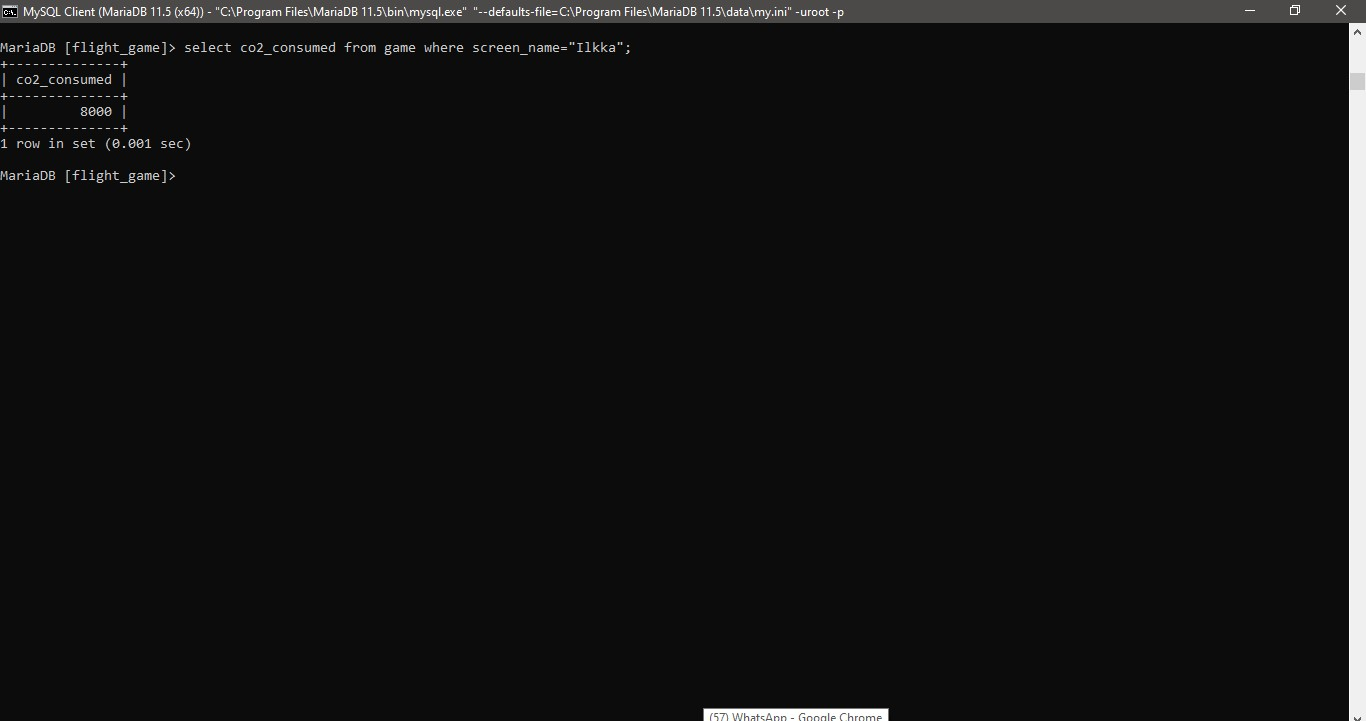 MySQL Client (MariaDB 11.5 (x64)) - "C:\Program Files\MariaDB 11.5\bin\mysql.exe" "--defaults-file=C:\Program Files\MariaDB 11.5\data\my.ini" -uroot -p
MariaDB [flight_game]> select co2_consumed from game where screen_name="Ilkka";
+--------------+
| co2_consumed |
+--------------+
|         8000 |
+--------------+
1 row in set (0.001 sec)
MariaDB [flight_game]>
(57) WhatsApp - Google Chrome